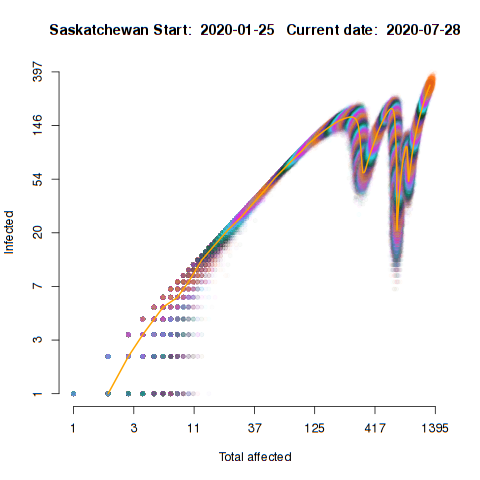 Saskatchewan Start:  2020-01-25   Current date:  2020-07-28
397
146
54
20
7
3
1
Infected
1 3 11 37 125 417 1395
Total affected